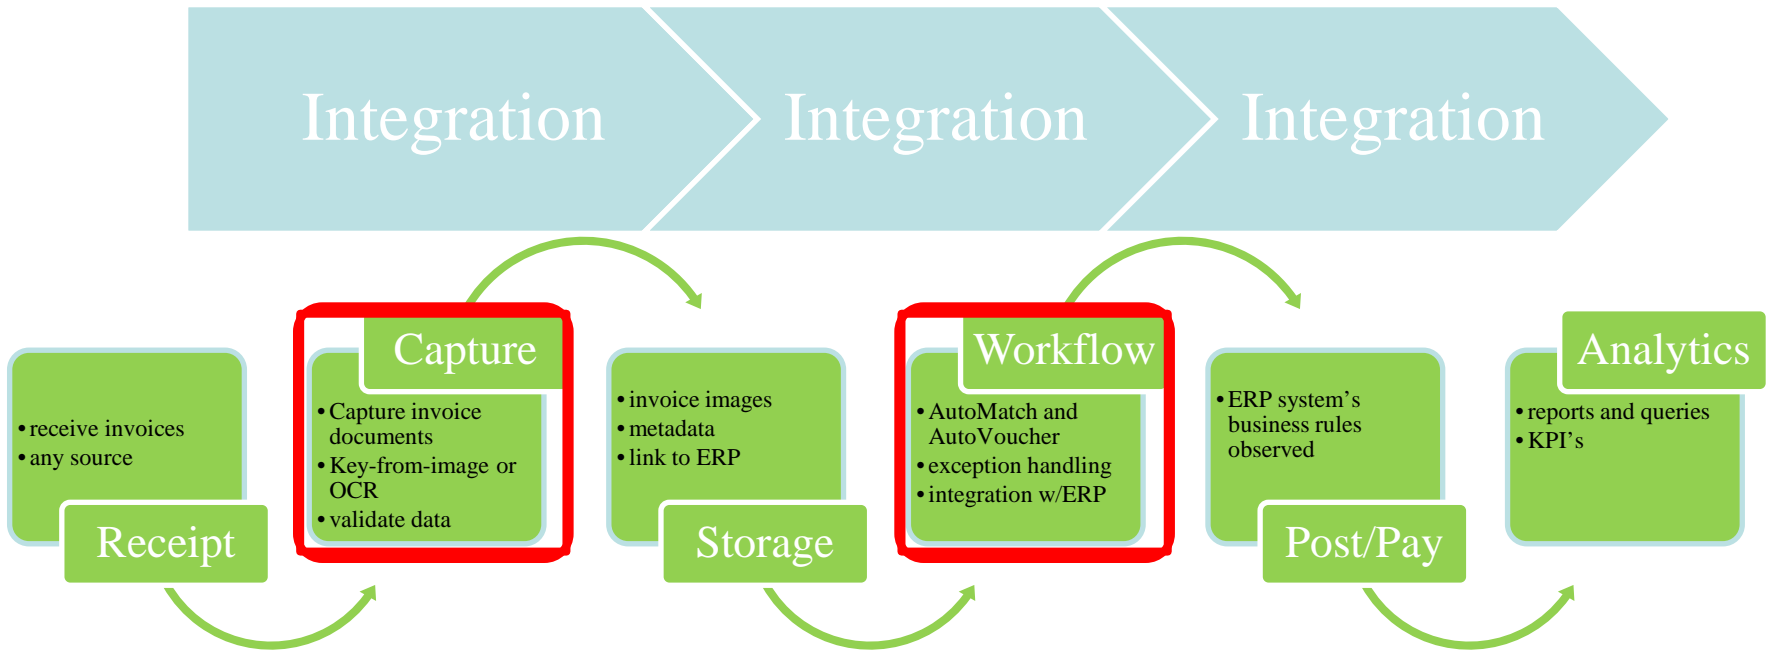 Integration
Integration
Integration
• receive invoices
• any source
Receipt
Capture
• Capture invoice
documents
• Key-from-image or
OCR
• validate data
• invoice images
• metadata
• link to ERP
Storage
Workflow
• AutoMatch and
AutoVoucher
• exception handling
• integration w/ERP
• ERP system’s
business rules
observed
Post/Pay
Analytics
• reports and queries
• KPI’s